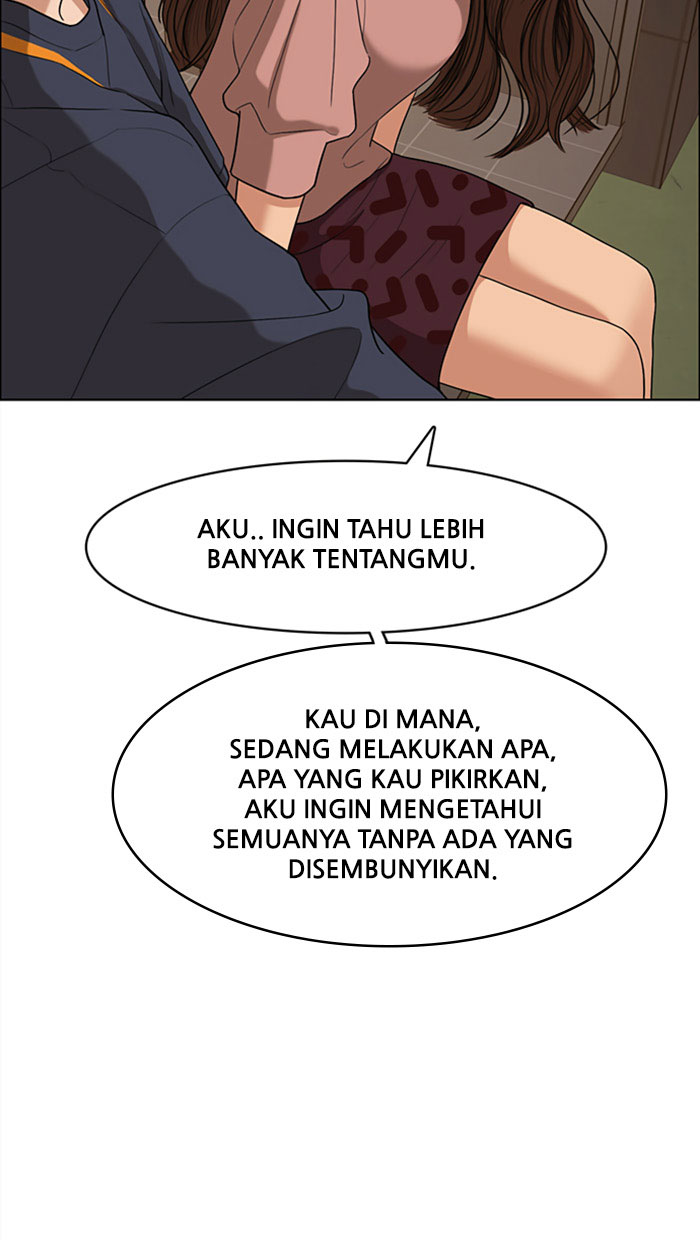 AKU.. INGIN TAHU LEBIH
BANYAK TENTANGMU.
KAU DI MANA,
SEDANG MELAKUKAN APA,
APA YANG KAU PIKIRKAN,
AKU INGIN MENGETAHUI
SEMUANYA TANPA ADA YANG
DISEMBUNYIKAN.